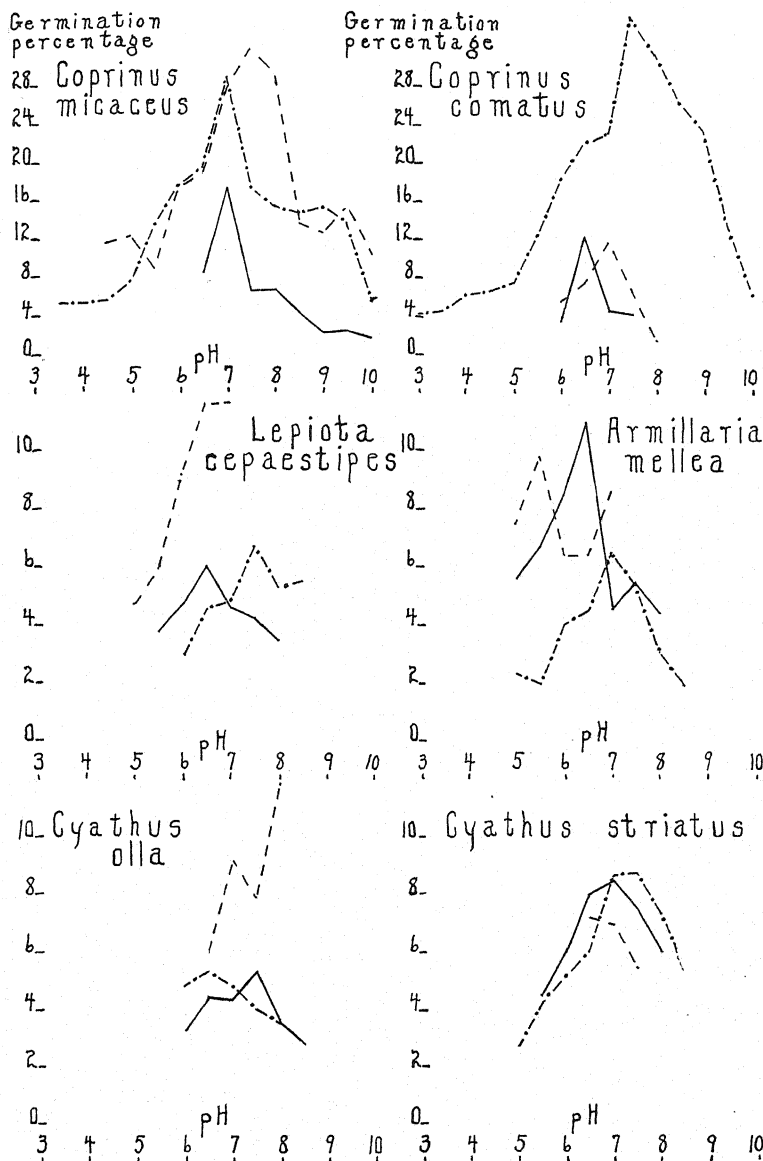 Germination
percentage
Coprinus
micaceus
28
24
20
16
12
8
4
0
pH
3 4 5 6 7 8 9 10
Germination
percentage
Coprinus
comatus
28
24
20
16
12
8
4
0
pH
3 4 5 6 7 8 9 10
Lepiota
cepaestipes
10
8
6
4
2
0
pH
3 4 5 6 7 8 9 10
Armillaria
mellea
10
8
6
4
2
0
pH
3 4 5 6 7 8 9 10
Cyathus
olla
10
8
6
4
2
0
pH
3 4 5 6 7 8 9 10
Cyathus striatus
10
8
6
4
2
0
pH
3 4 5 6 7 8 9 10